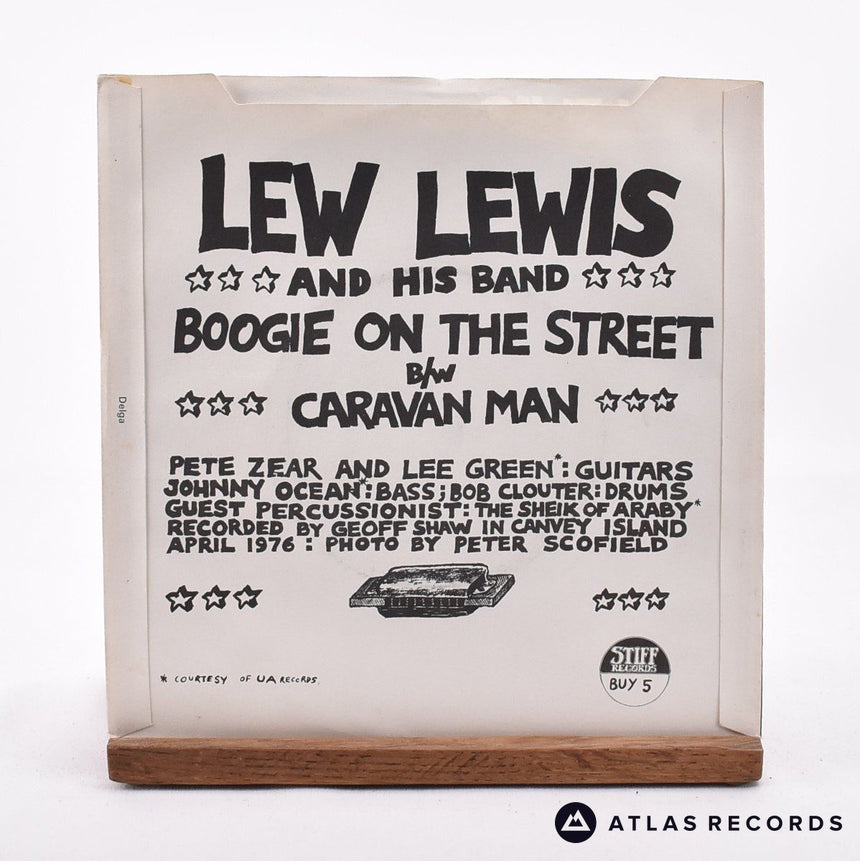 LEW LEWIS
AND HIS BAND
BOOGIE ON THE STREET
B/W
CARAVAN MAN
PETE ZEAR AND LEE GREEN*: GUITARS
JOHNNY OCEAN*: BASS; BOB CLOUTER: DRUMS
GUEST PERCUSSIONIST: THE SHEIK OF ARABY*
RECORDED BY GEOFF SHAW IN CANVEY ISLAND
APRIL 1976: PHOTO BY PETER SCOFIELD
* COURTESY OF UA RECORDS.
STIFF
RECORDS
BUY 5
Delga
ATLAS RECORDS